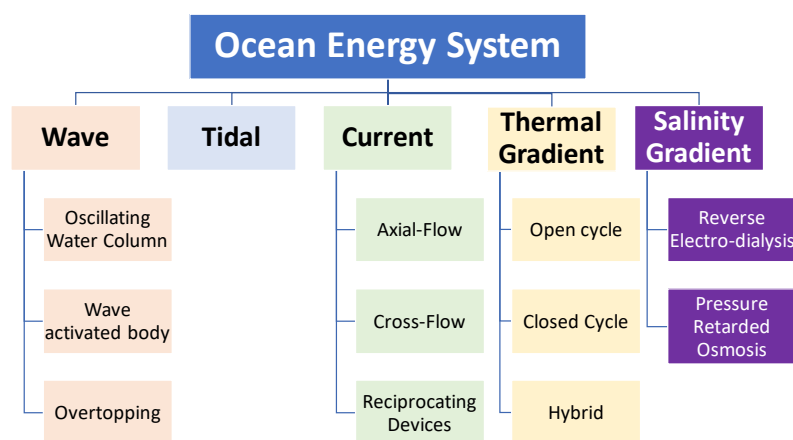 Ocean Energy System
Wave
Tidal
Current
Thermal
Gradient
Salinity
Gradient
Oscillating
Water Column
Wave
activated body
Overtopping
Axial-Flow
Cross-Flow
Reciprocating
Devices
Open cycle
Closed Cycle
Hybrid
Reverse
Electro-dialysis
Pressure
Retarded
Osmosis